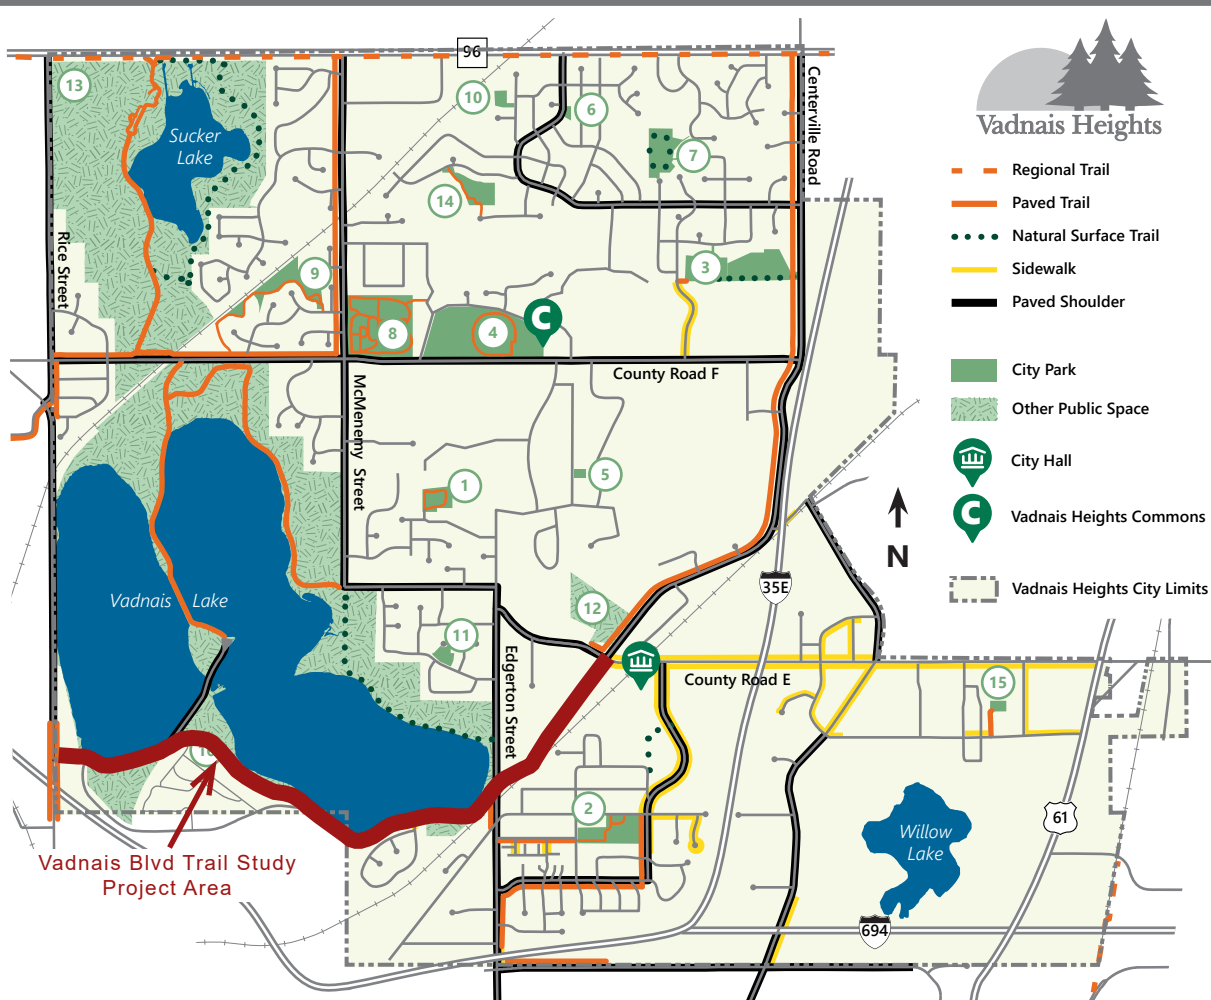 96
13
Sucker
Lake
10
6
7
14
Centerville Road
Rice Street
9
3
8
4
C
County Road F
McMenemy Street
1
5
Vadnais Lake
12
35E
11
Edgerton Street
County Road E
15
2
61
Willow
Lake
694
Vadnais Blvd Trail Study
Project Area
Vadnais Heights
Regional Trail
Paved Trail
Natural Surface Trail
Sidewalk
Paved Shoulder
City Park
Other Public Space
City Hall
C
Vadnais Heights Commons
N
Vadnais Heights City Limits